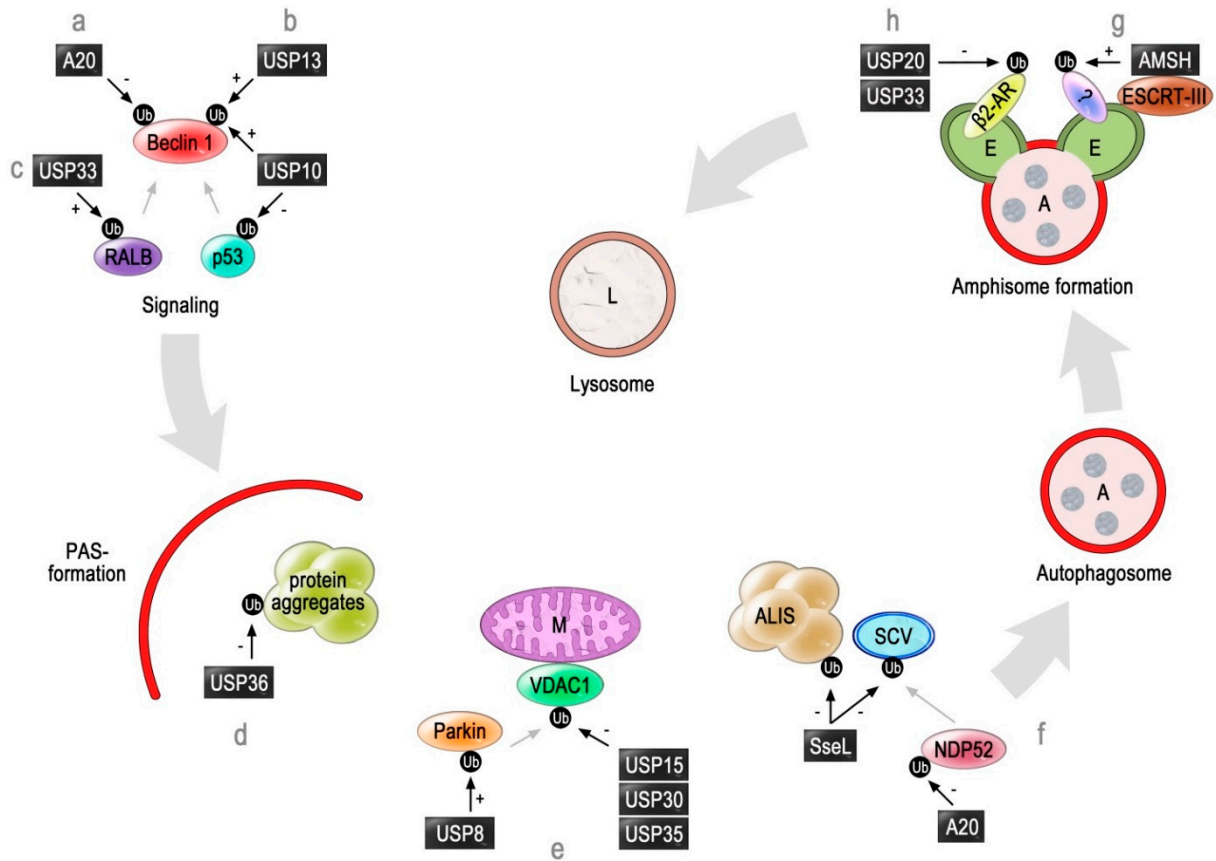 a
b
A20
USP13
-
+
Ub
Ub
Beclin 1
+
c
USP33
USP10
+
-
Ub
Ub
RALB
p53
Signaling
h
g
USP20
-
Ub
Ub
+
AMSH
USP33
β2-AR
?
ESCRT-III
E
E
A
Amphisome formation
L
Lysosome
A
Autophagosome
PAS-
formation
protein
aggregates
Ub
-
USP36
d
M
VDAC1
Ub
-
Parkin
Ub
+
USP8
USP15
USP30
USP35
e
ALIS
SCV
Ub
Ub
-
-
SseL
NDP52
f
Ub
-
A20